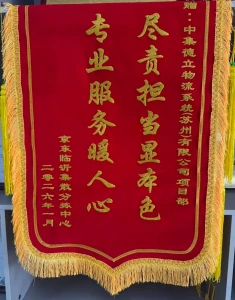 赠：中集德立物流系统(苏州)有限公司项目部
尽责担当显本色
专业服务暖人心
京东临沂集散分拣中心
二零二六年一月